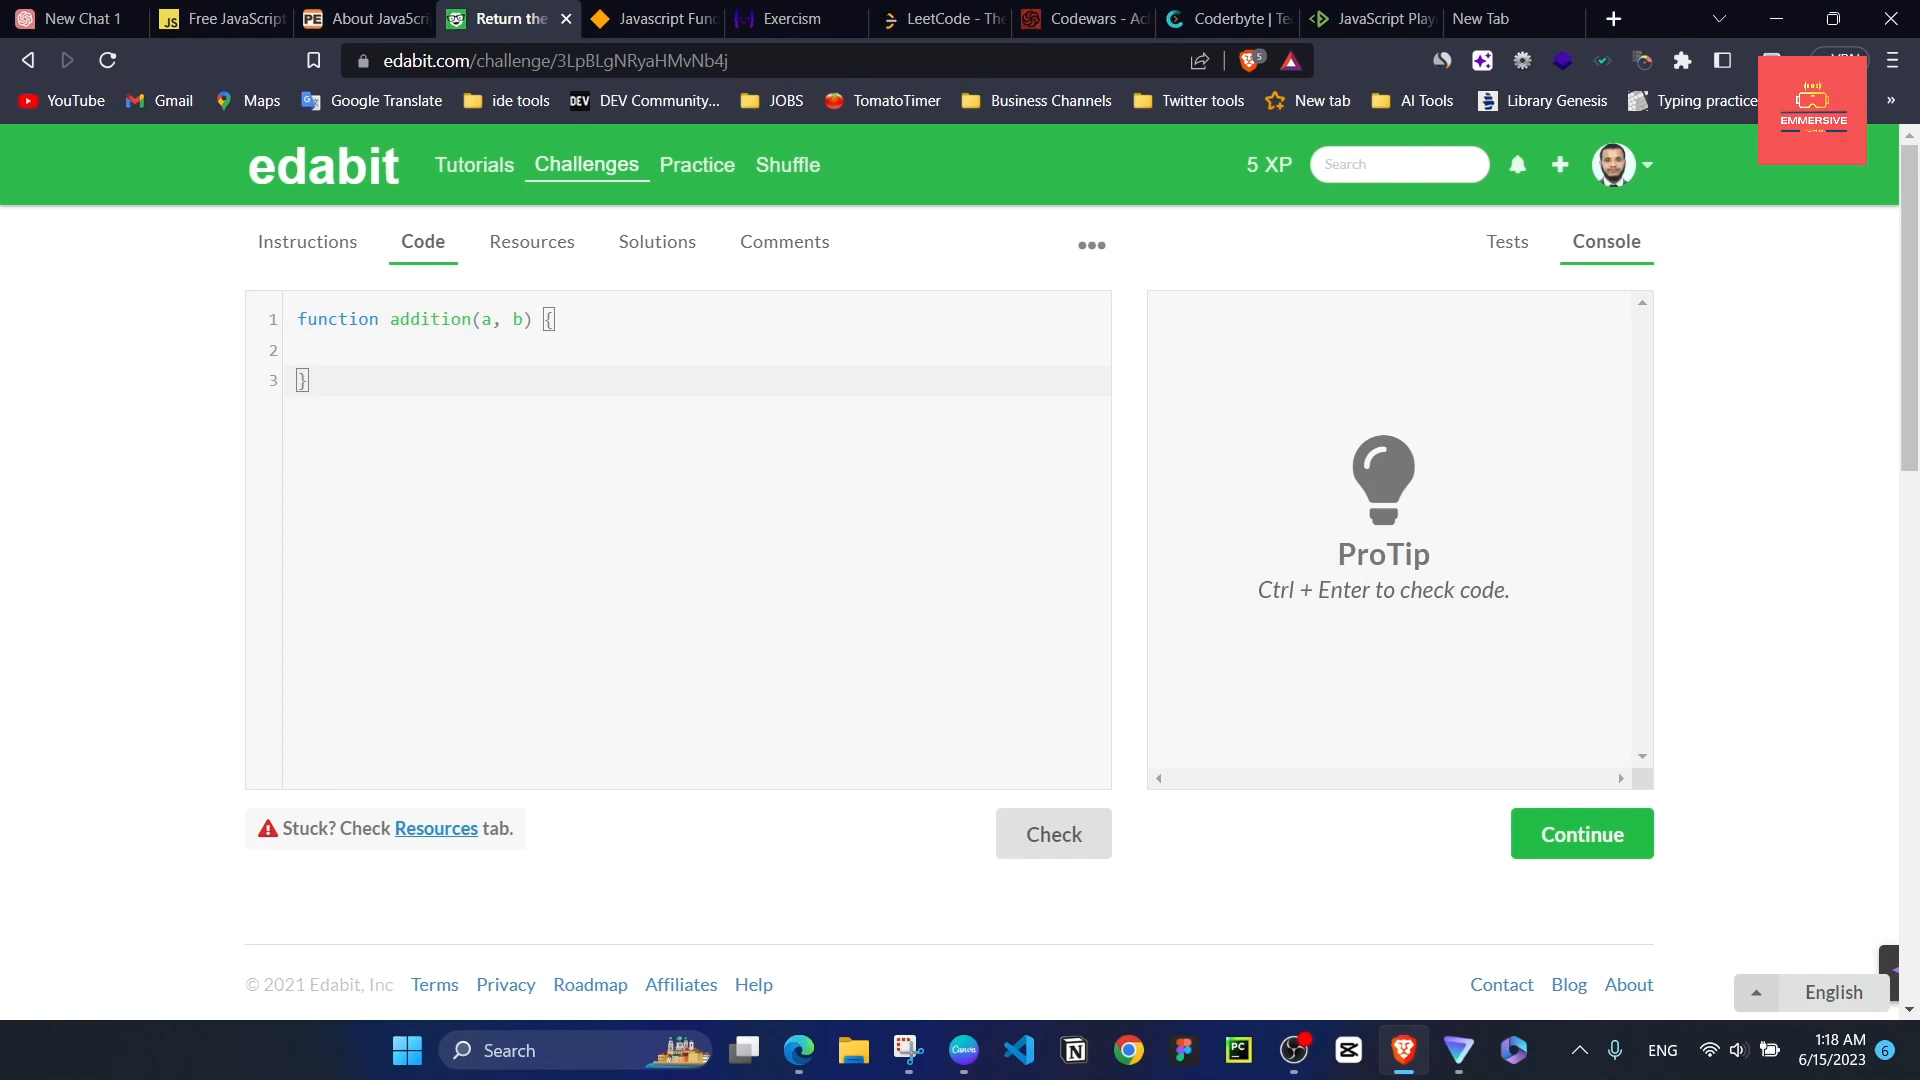 New Chat 1
Free JavaScript
About Java5cri
Return the
Javascript Func
Exercism
LeetCode - The
Codewars - Ac
Coderbyte | Te
JavaScript Play
New Tab
edabit.com/challenge/3LpBLgNRyaHMvNb4j
5
VPN
YouTube
Gmail
Maps
Google Translate
ide tools
DEV Community...
JOBS
TomatoTimer
Business Channels
Twitter tools
New tab
AI Tools
Library Genesis
Typing practice
»
EMMERSIVE
edabit
Tutorials
Challenges
Practice
Shuffle
5 XP
Search
Instructions
Code
Resources
Solutions
Comments
Tests
Console
1 function addition(a, b) {
2
3 }
ProTip
Ctrl + Enter to check code.
Stuck? Check Resources tab.
Check
Continue
© 2021 Edabit, Inc
Terms
Privacy
Roadmap
Affiliates
Help
Contact
Blog
About
English
Search
Canva
ENG
1:18 AM
6/15/2023
6